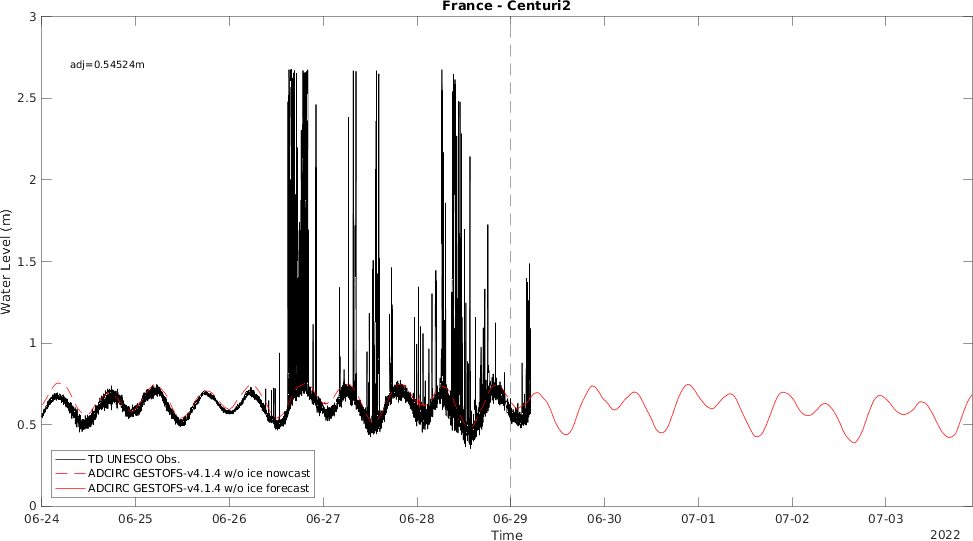 France - Centuri2
adj=0.54524m
Water Level (m)
3
2.5
2
1.5
1
0.5
0
TD UNESCO Obs.
ADCIRC GESTOFS-v4.1.4 w/o ice nowcast
ADCIRC GESTOFS-v4.1.4 w/o ice forecast
06-24 06-25 06-26 06-27 06-28 06-29 06-30 07-01 07-02 07-03
Time
2022